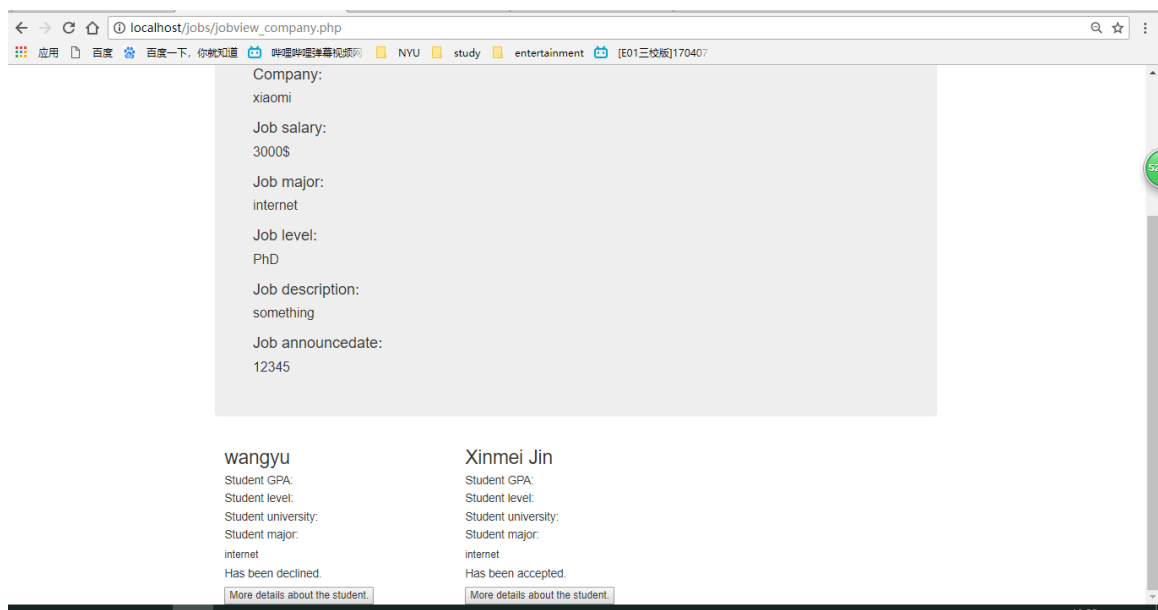 localhost/jobs/jobview_company.php
应用 百度 百度一下，你就知道 哔哩哔哩弹幕视频网 NYU study entertainment [E01三校版]170407
Company:
xiaomi
Job salary:
3000$
52
Job major:
internet
Job level:
PhD
Job description:
something
Job announcedate:
12345
wangyu Xinmei Jin
Student GPA: Student GPA:
Student level: Student level:
Student university: Student university:
Student major: Student major:
internet internet
Has been declined. Has been accepted.
More details about the student. More details about the student.